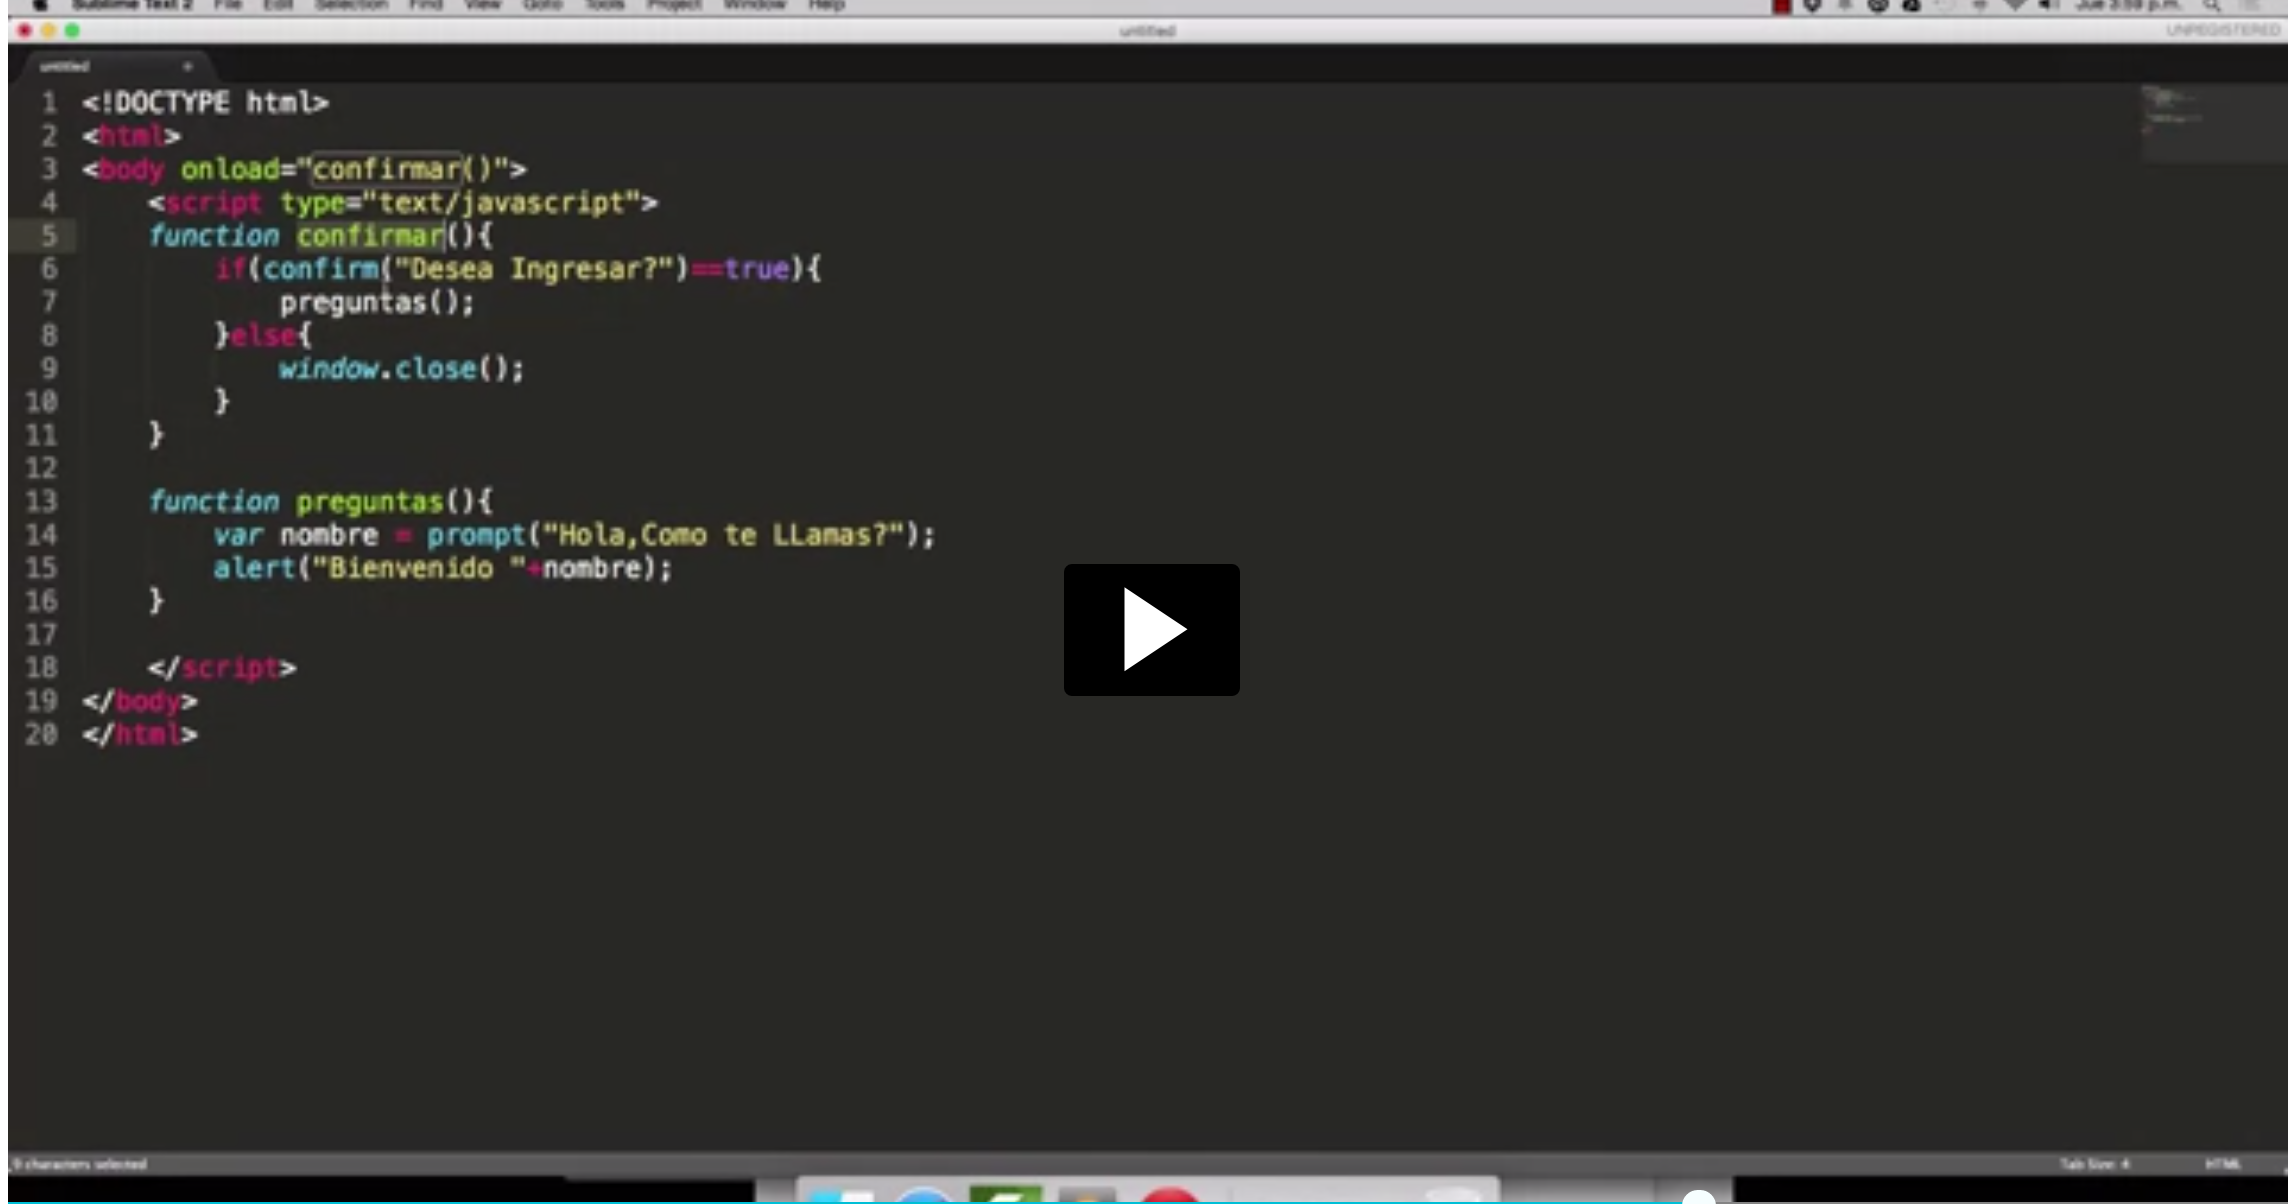 Sublime Text 2 File Edit Selection Find View Goto Tools Project Window Help Jue 3:59 p.m.
untitled UNREGISTERED
untitled
1 <!DOCTYPE html>
2 <html>
3 <body onload="confirmar()">
4 <script type="text/javascript">
5 function confirmar(){
6 if(confirm("Desea Ingresar?")==true){
7 preguntas();
8 }else{
9 window.close();
10 }
11 }
12
13 function preguntas(){
14 var nombre = prompt("Hola,Como te LLamas?");
15 alert("Bienvenido "+nombre);
16 }
17
18 </script>
19 </body>
20 </html>
9 characters selected Tab Size: 4 HTML